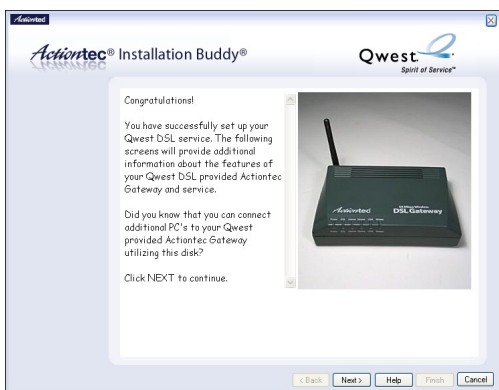 Actiontec
Actiontec® Installation Buddy®
Qwest.
Spirit of Service™
Congratulations!
You have successfully set up your
Qwest DSL service. The following
screens will provide additional
information about the features of
your Qwest DSL provided Actiontec
Gateway and service.
Did you know that you can connect
additional PC's to your Qwest
provided Actiontec Gateway
utilizing this disk?
Click NEXT to continue.
Actiontec
DSL Gateway
< Back
Next >
Help
Finish
Cancel